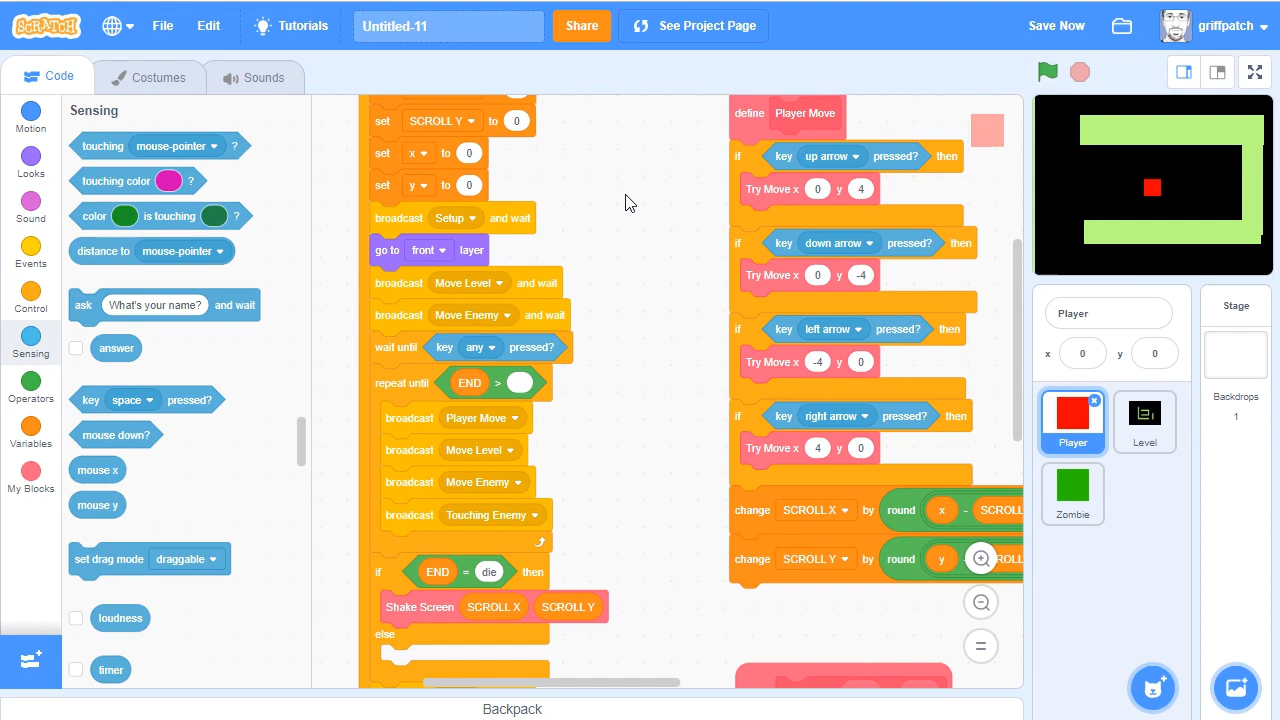 SCRATCH File Edit Tutorials Untitled-11 Share See Project Page Save Now griffpatch
Code Costumes Sounds
Motion
Looks
Sound
Events
Control
Sensing
Operators
Variables
My Blocks
Sensing
touching mouse-pointer ?
touching color ?
color is touching ?
distance to mouse-pointer
ask What's your name? and wait
answer
key space pressed?
mouse down?
mouse x
mouse y
set drag mode draggable
loudness
timer
set SCROLL Y to 0
set x to 0
set y to 0
broadcast Setup and wait
go to front layer
broadcast Move Level and wait
broadcast Move Enemy and wait
wait until key any pressed?
repeat until END >
broadcast Player Move
broadcast Move Level
broadcast Move Enemy
broadcast Touching Enemy
if END = die then
Shake Screen SCROLL X SCROLL Y
else
define Player Move
if key up arrow pressed? then
Try Move x 0 y 4
if key down arrow pressed? then
Try Move x 0 y -4
if key left arrow pressed? then
Try Move x -4 y 0
if key right arrow pressed? then
Try Move x 4 y 0
change SCROLL X by round x - SCROLL
change SCROLL Y by round y
Player
x 0 y 0
Player
Level
Zombie
Stage
Backdrops
1
Backpack